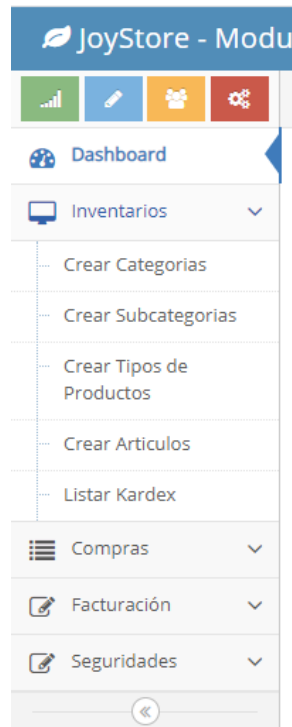 JoyStore - Modu
Dashboard
Inventarios
Crear Categorias
Crear Subcategorias
Crear Tipos de
Productos
Crear Articulos
Listar Kardex
Compras
Facturación
Seguridades